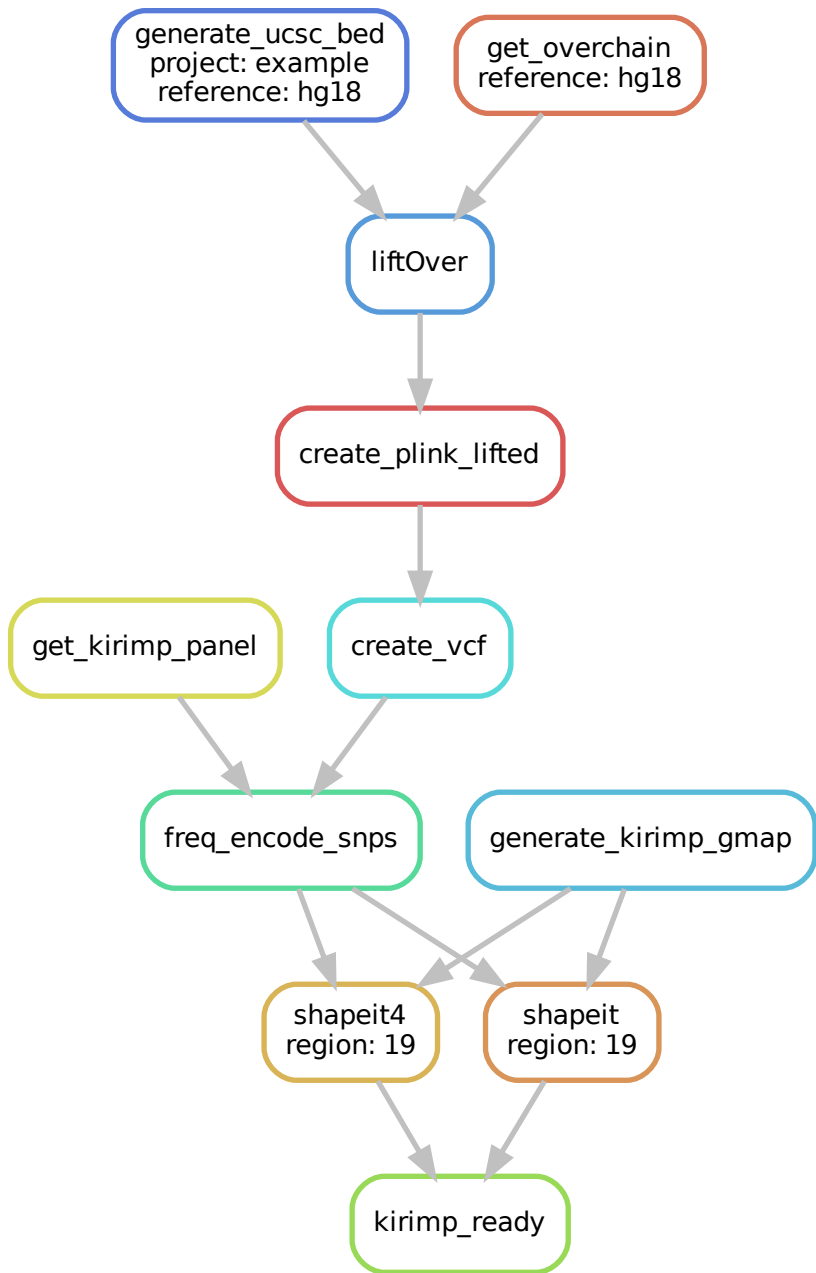 generate_ucsc_bed
project: example
reference: hg18
get_overchain
reference: hg18
liftOver
create_plink_lifted
get_kirimp_panel
create_vcf
freq_encode_snps
generate_kirimp_gmap
shapeit4
region: 19
shapeit
region: 19
kirimp_ready